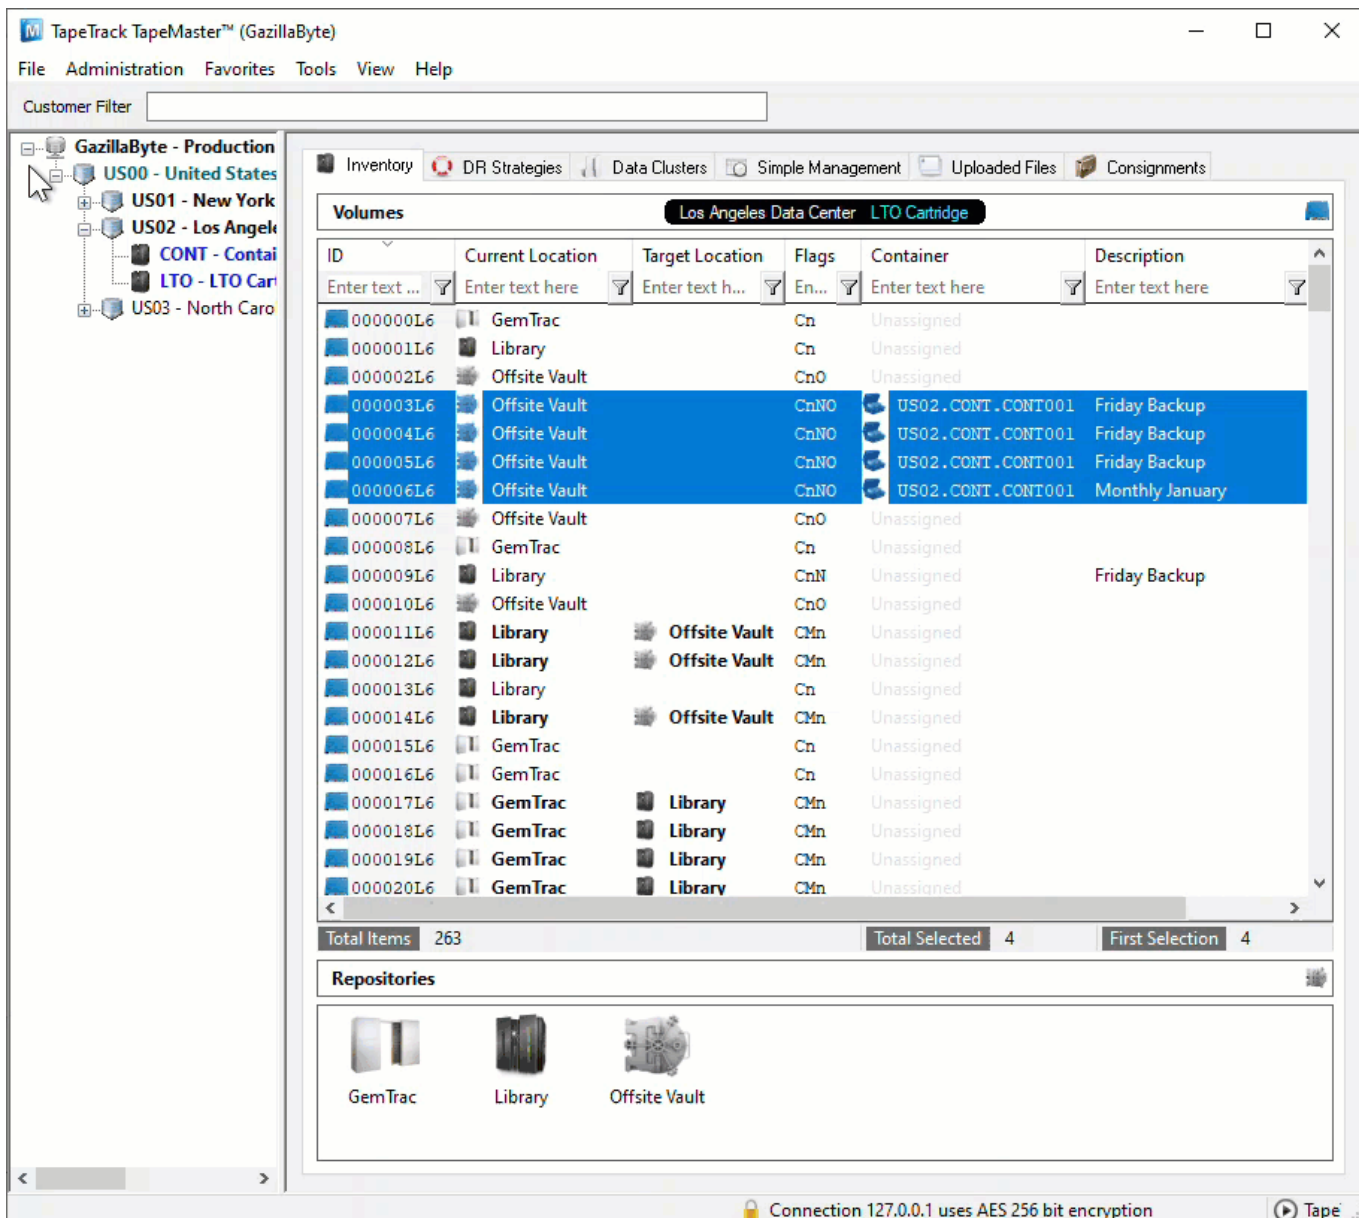 TapeTrack TapeMaster™ (GazillaByte)
File Administration Favorites Tools View Help
Customer Filter
GazillaByte - Production
US00 - United States
US01 - New York
US02 - Los Angele
CONT - Contai
LTO - LTO Cart
US03 - North Caro
Inventory DR Strategies Data Clusters Simple Management Uploaded Files Consignments
Volumes Los Angeles Data Center LTO Cartridge
ID Current Location Target Location Flags Container Description
Enter text ... Enter text here Enter text h... En... Enter text here Enter text here
000000L6 GemTrac Cn Unassigned
000001L6 Library Cn Unassigned
000002L6 Offsite Vault CnO Unassigned
000003L6 Offsite Vault CnNO US02.CONT.CONT001 Friday Backup
000004L6 Offsite Vault CnNO US02.CONT.CONT001 Friday Backup
000005L6 Offsite Vault CnNO US02.CONT.CONT001 Friday Backup
000006L6 Offsite Vault CnNO US02.CONT.CONT001 Monthly January
000007L6 Offsite Vault CnO Unassigned
000008L6 GemTrac Cn Unassigned
000009L6 Library CnN Unassigned Friday Backup
000010L6 Offsite Vault CnO Unassigned
000011L6 Library Offsite Vault CMn Unassigned
000012L6 Library Offsite Vault CMn Unassigned
000013L6 Library Cn Unassigned
000014L6 Library Offsite Vault CMn Unassigned
000015L6 GemTrac Cn Unassigned
000016L6 GemTrac Cn Unassigned
000017L6 GemTrac Library CMn Unassigned
000018L6 GemTrac Library CMn Unassigned
000019L6 GemTrac Library CMn Unassigned
000020L6 GemTrac Library CMn Unassigned
Total Items 263 Total Selected 4 First Selection 4
Repositories
GemTrac Library Offsite Vault
Connection 127.0.0.1 uses AES 256 bit encryption Tape